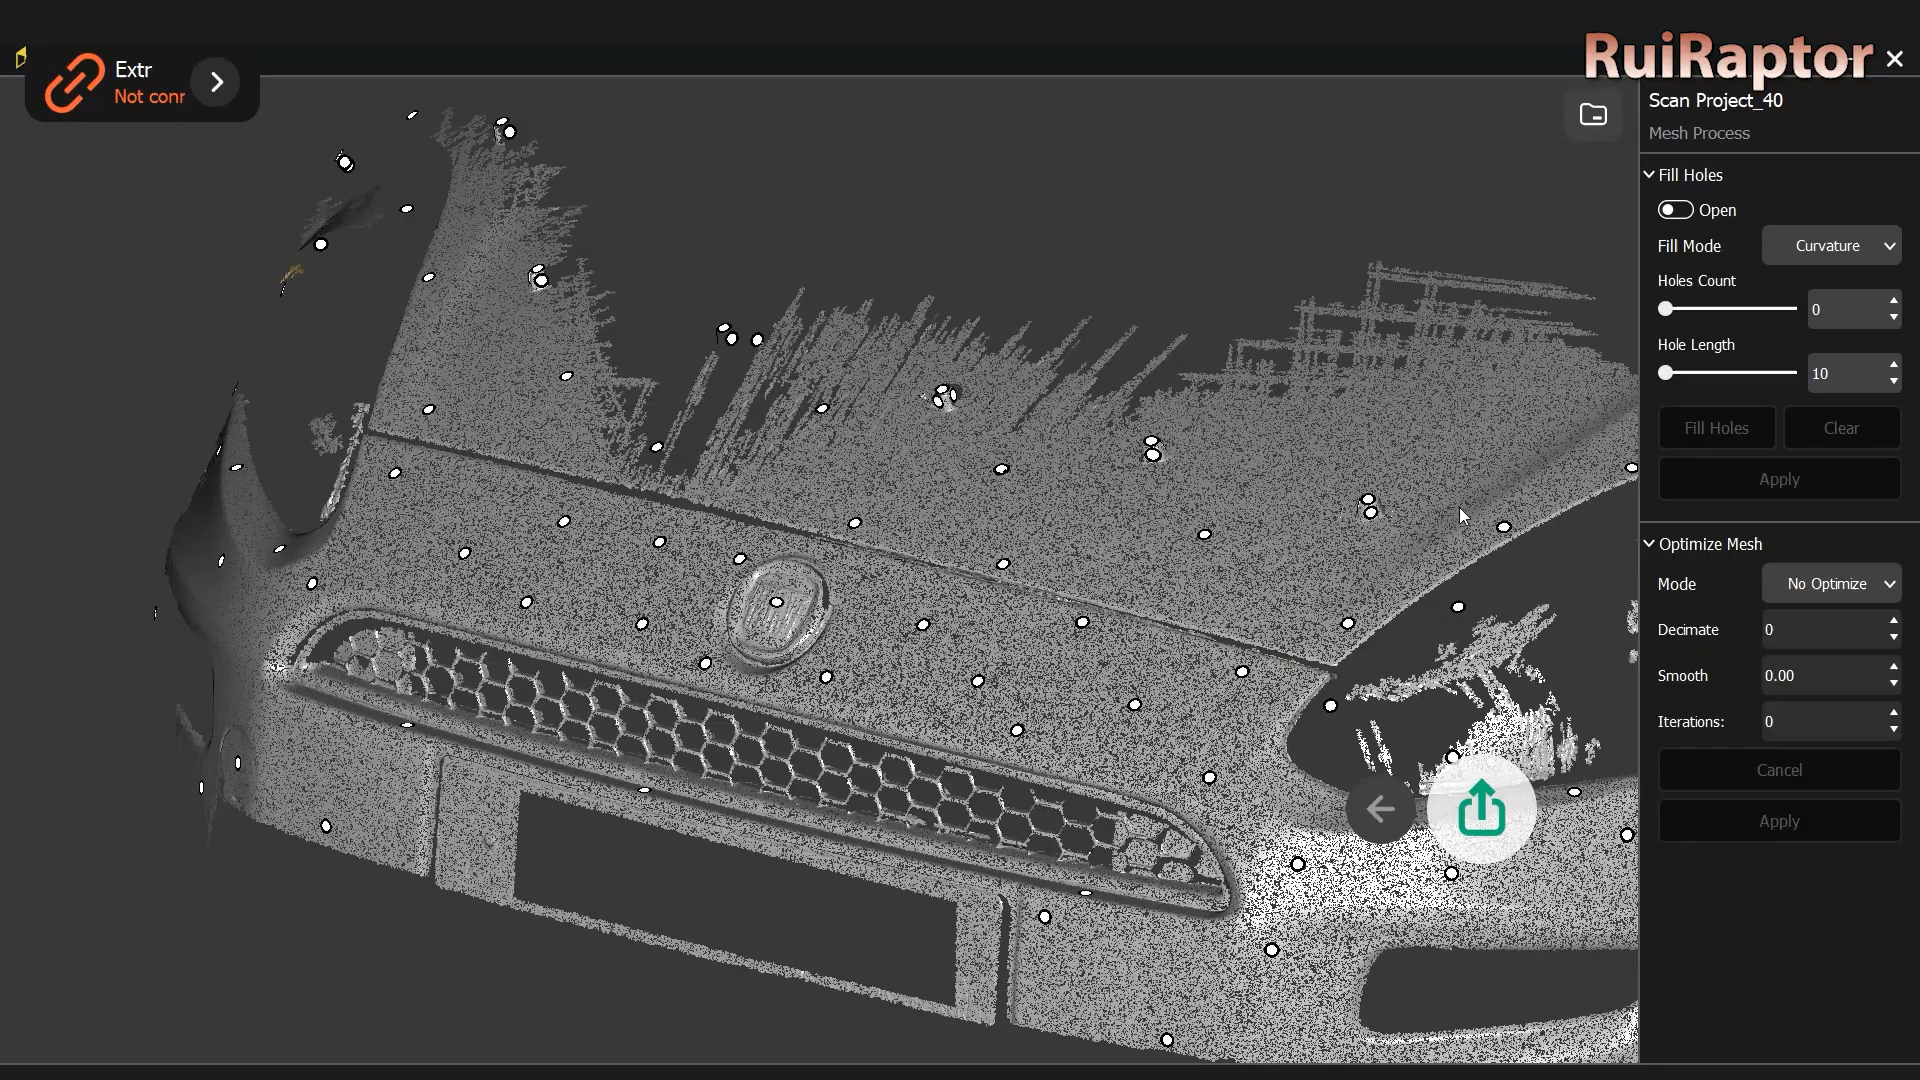 RuiRaptor
Extr
Not conr
Scan Project_40
Mesh Process
Fill Holes
Open
Fill Mode
Curvature
Holes Count
0
Hole Length
10
Fill Holes
Clear
Apply
Optimize Mesh
Mode
No Optimize
Decimate
0
Smooth
0.00
Iterations:
0
Cancel
Apply